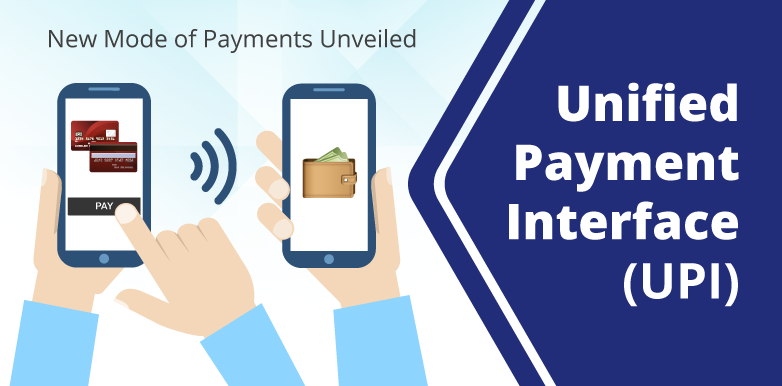 New Mode of Payments Unveiled
PAY
Unified
Payment
Interface
(UPI)